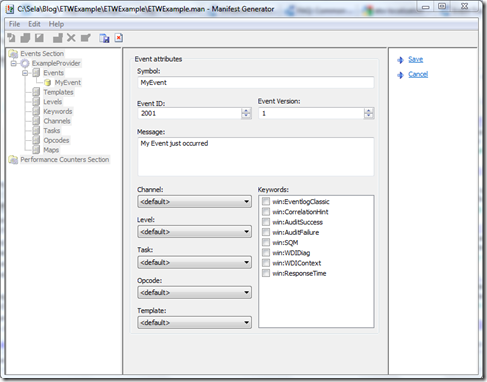 C:\Sela\Blog\ETWExample\ETWExample\ETWExample.man - Manifest Generator
File Edit Help
Events Section
ExampleProvider
Events
MyEvent
Templates
Levels
Keywords
Channels
Tasks
Opcodes
Maps
Performance Counters Section
Event attributes
Symbol:
MyEvent
Event ID:
Event Version:
2001
1
Message:
My Event just occurred
Channel:
<default>
Level:
<default>
Task:
<default>
Opcode:
<default>
Template:
<default>
Keywords:
win:EventlogClassic
win:CorrelationHint
win:AuditSuccess
win:AuditFailure
win:SQM
win:WDIDiag
win:WDIContext
win:ResponseTime
Save
Cancel